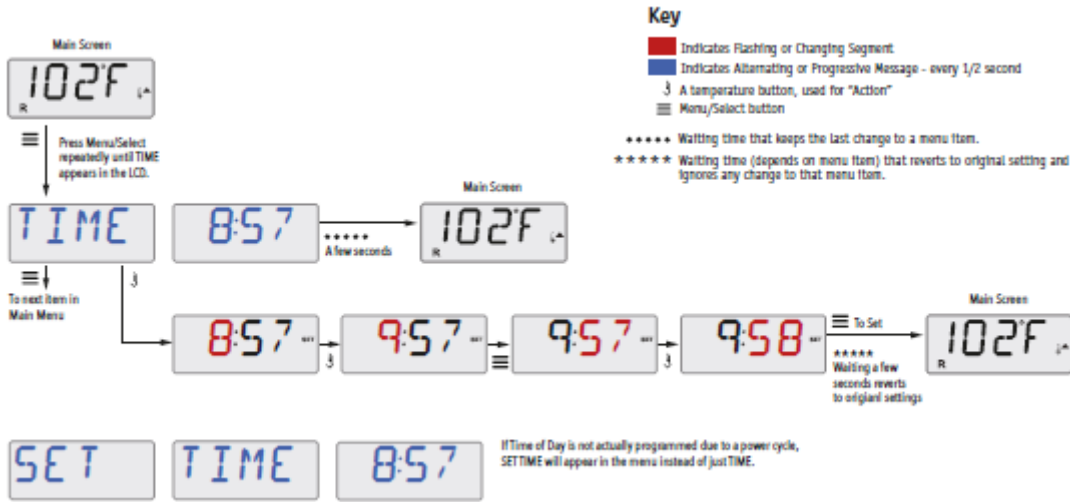 Key
Main Screen
102°F
R
Indicates Flashing or Changing Segment
Indicates Alternating or Progressive Message - every 1/2 second
A temperature button, used for "Action"
Menu/Select button
Press Menu/Select
repeatedly until TIME
appears in the LCD.
••••• Waiting time that keeps the last change to a menu item.
***** Waiting time (depends on menu item) that reverts to original setting and
ignores any change to that menu item.
Main Screen
TIME
8:57
•••••
A few seconds
102°F
R
To next item in
Main Menu
Main Screen
8:57
9:57
9:57
9:58
To Set
*****
Waiting a few
seconds reverts
to origianl settings
102°F
R
SET
TIME
8:57
If Time of Day is not actually programmed due to a power cycle,
SET TIME will appear in the menu instead of just TIME.